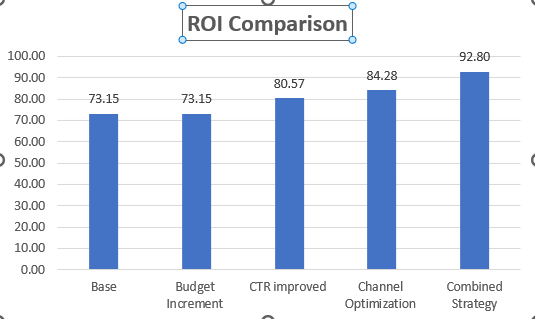 ROI Comparison
100.00
90.00
80.00
70.00
60.00
50.00
40.00
30.00
20.00
10.00
0.00
73.15
73.15
80.57
84.28
92.80
Base
Budget
Increment
CTR improved
Channel
Optimization
Combined
Strategy